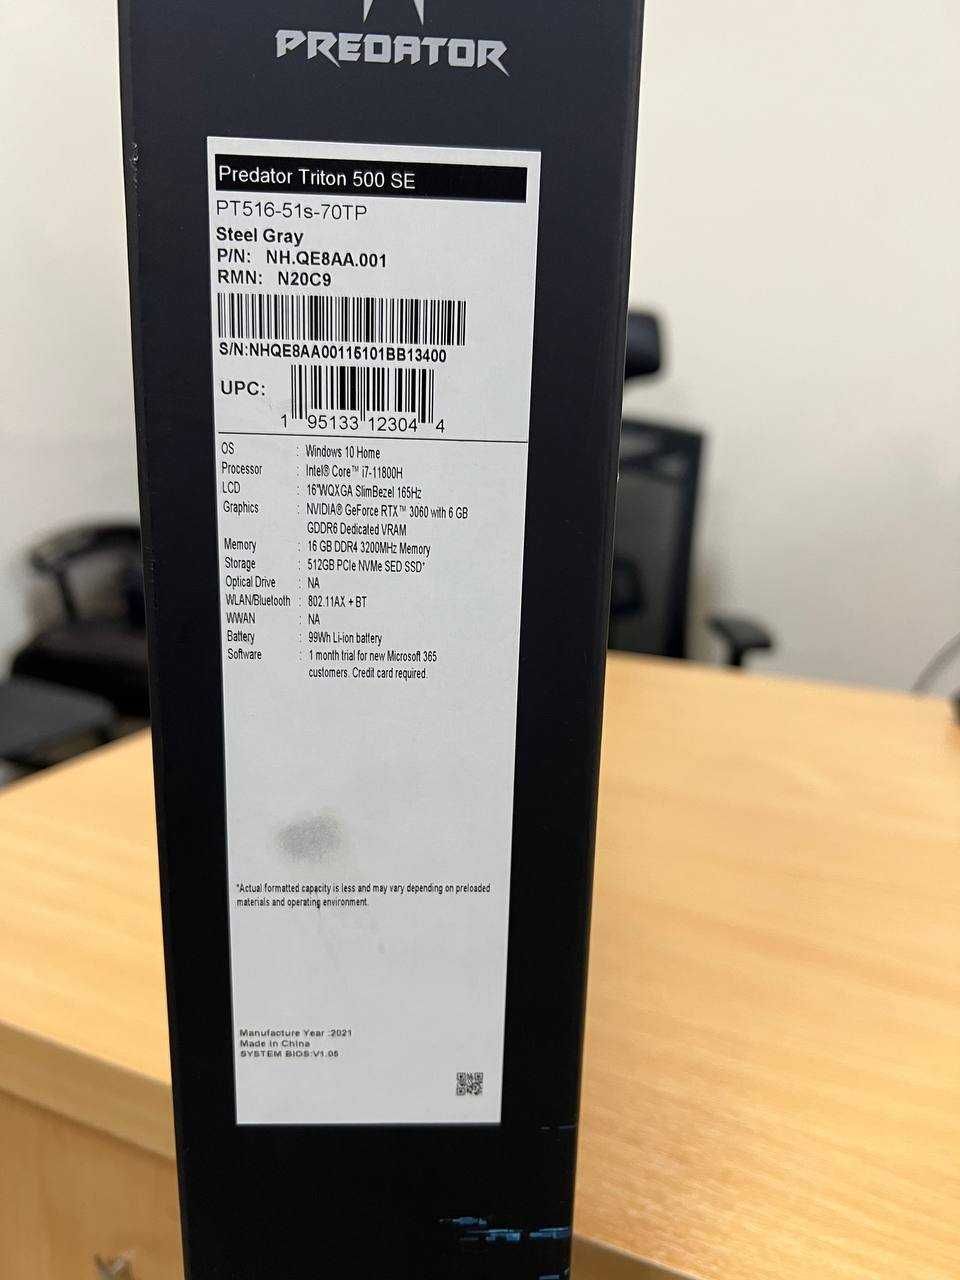 PREDATOR
Predator Triton 500 SE
PT516-51s-70TP
Steel Gray
P/N: NH.QE8AA.001
RMN: N20C9
S/N:NHQE8AA00115101BB13400
UPC: 1 95133 12304 4
OS : Windows 10 Home
Processor : Intel® Core™ i7-11800H
LCD : 16"WQXGA SlimBezel 165Hz
Graphics : NVIDIA® GeForce RTX™ 3060 with 6 GB
GDDR6 Dedicated VRAM
Memory : 16 GB DDR4 3200MHz Memory
Storage : 512GB PCIe NVMe SED SSD*
Optical Drive : NA
WLAN/Bluetooth : 802.11AX + BT
WWAN : NA
Battery : 99Wh Li-ion battery
Software : 1 month trial for new Microsoft 365
customers. Credit card required.
*Actual formatted capacity is less and may vary depending on preloaded
materials and operating environment.
Manufacture Year :2021
Made in China
SYSTEM BIOS:V1.05